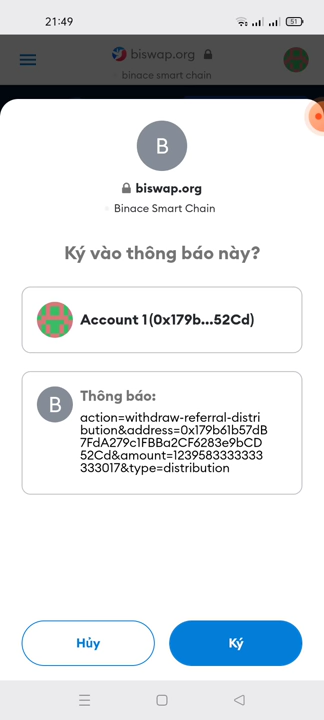 21:49
51
biswap.org
binace smart chain
B
biswap.org
Binace Smart Chain
Ký vào thông báo này?
Account 1(0x179b...52Cd)
B
Thông báo:
action=withdraw-referral-distri
bution&address=0x179b61b57dB
7FdA279c1FBBa2CF6283e9bCD
52Cd&amount=1239583333333
333017&type=distribution
Hủy
Ký